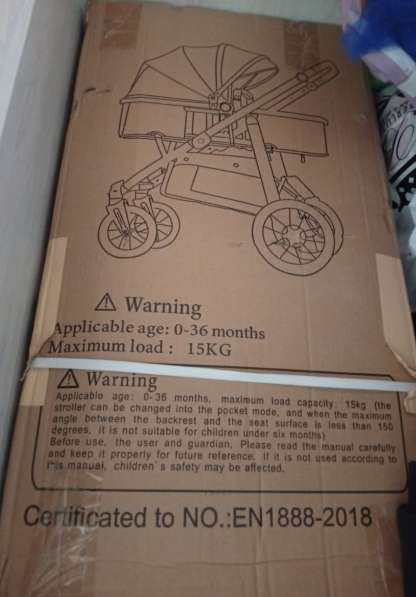 ⚠ Warning
Applicable age: 0-36 months
Maximum load : 15KG
⚠ Warning
Applicable age: 0-36 months, maximum load capacity: 15kg (the
stroller can be changed into the pocket mode, and when the maximum
angle between the backrest and the seat surface is less than 150
degrees, it is not suitable for children under six months)
Before use, the user and guardian, Please read the manual carefully
and keep it properly for future reference. If it is not used according to
this manual, children's safety may be affected.
Certificated to NO.:EN1888-2018